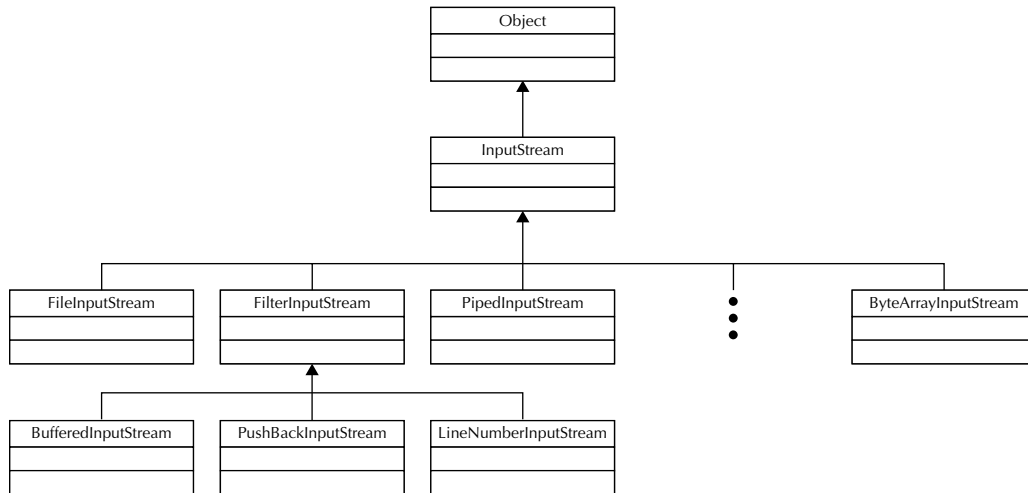 Object
InputStream
FileInputStream
FilterInputStream
PipedInputStream
ByteArrayInputStream
BufferedInputStream
PushBackInputStream
LineNumberInputStream